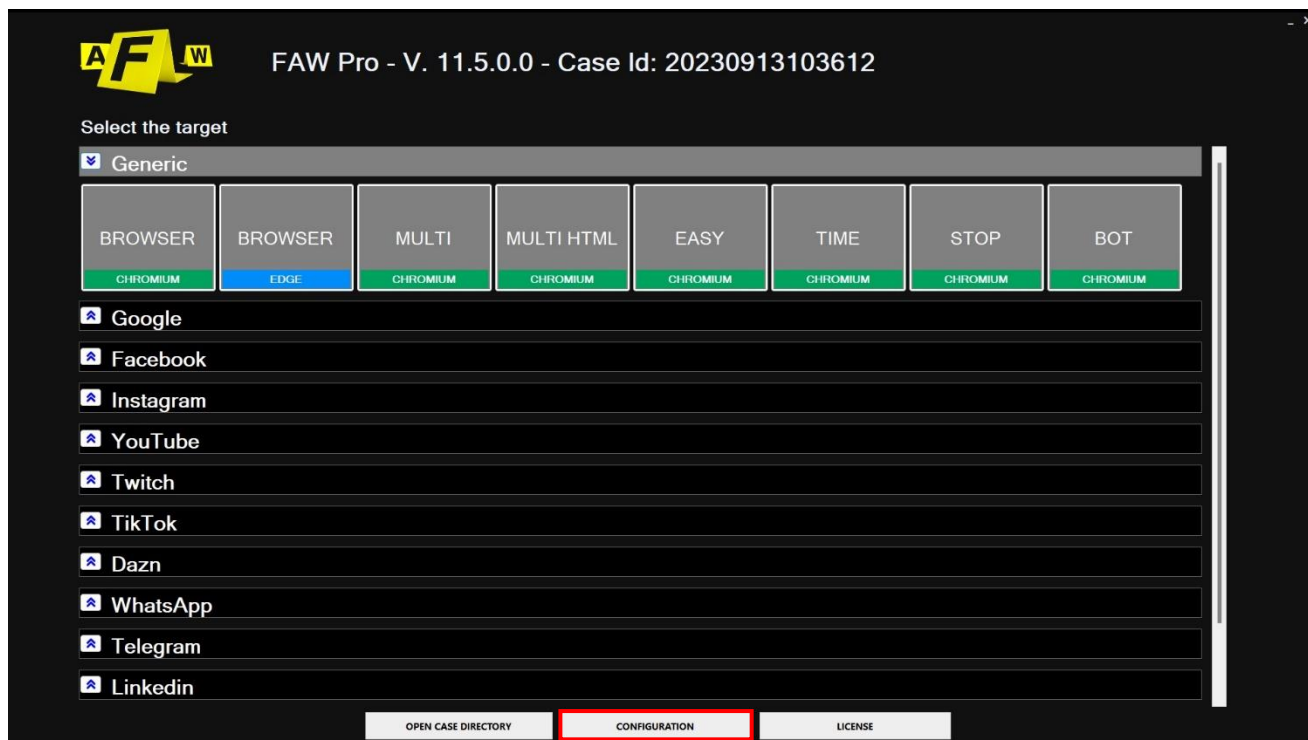 A F W
FAW Pro - V. 11.5.0.0 - Case Id: 20230913103612
Select the target
Generic
BROWSER BROWSER MULTI MULTI HTML EASY TIME STOP BOT
CHROMIUM EDGE CHROMIUM CHROMIUM CHROMIUM CHROMIUM CHROMIUM CHROMIUM
Google
Facebook
Instagram
YouTube
Twitch
TikTok
Dazn
WhatsApp
Telegram
Linkedin
OPEN CASE DIRECTORY CONFIGURATION LICENSE